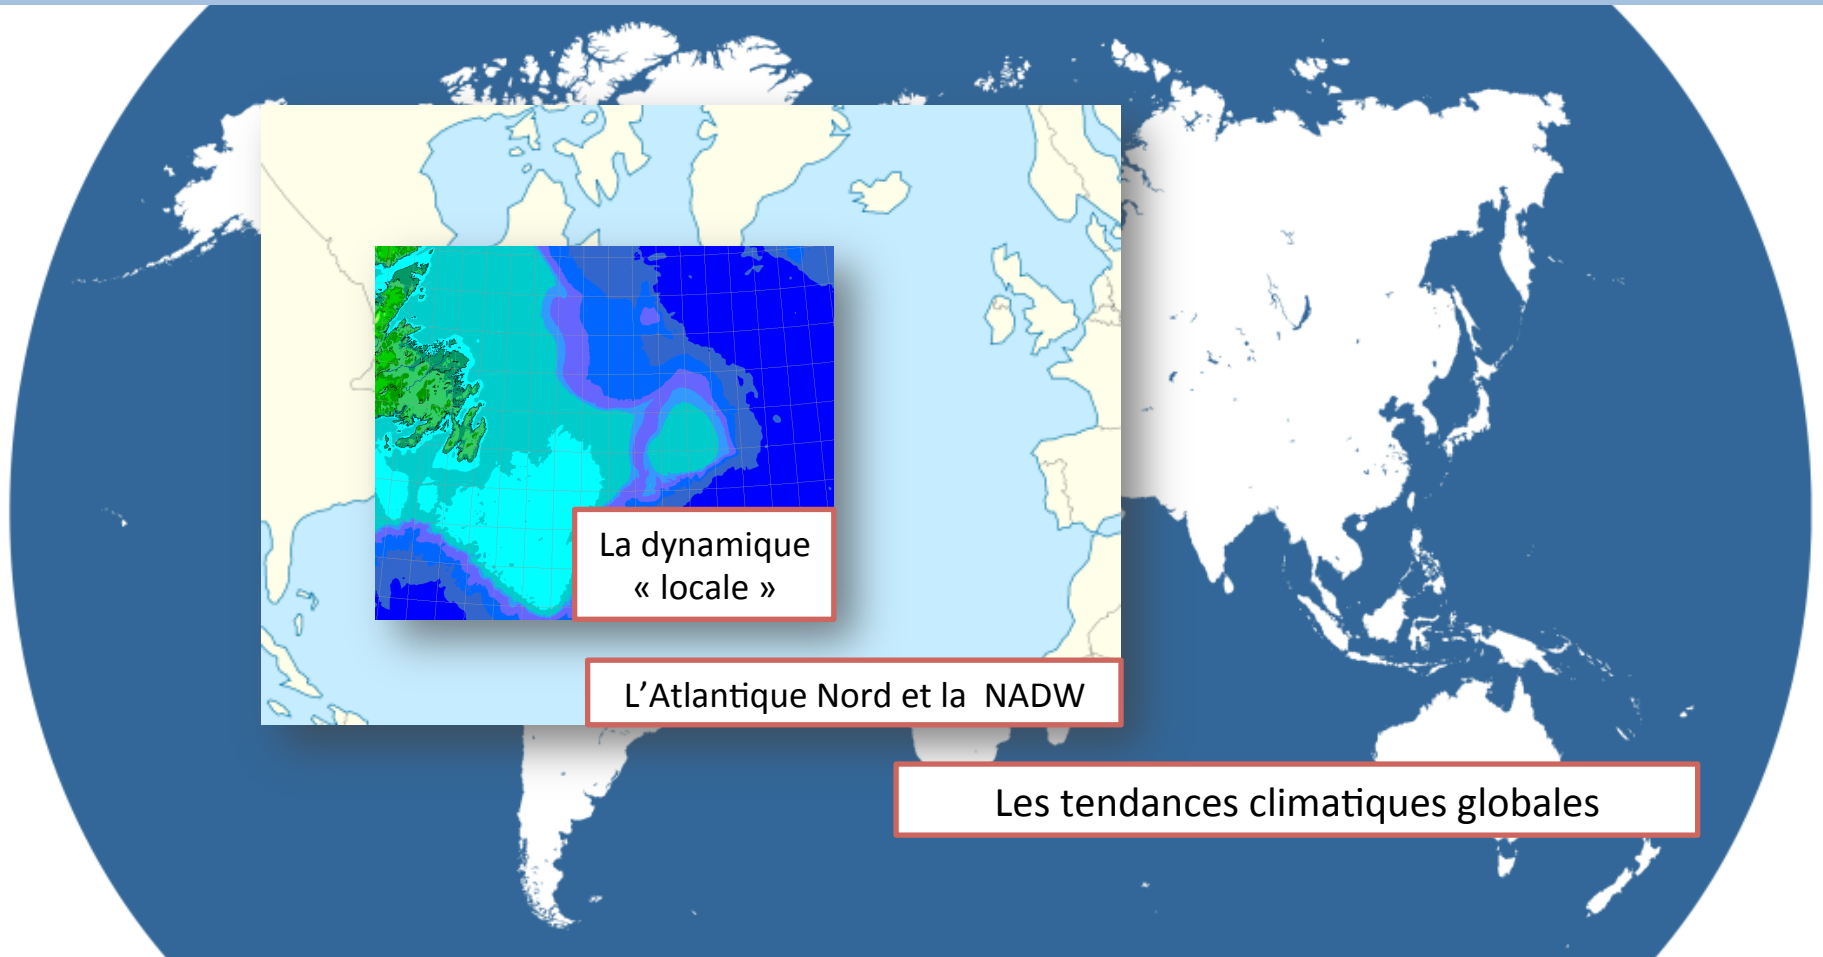 La dynamique
« locale »
L’Atlantique Nord et la  NADW
Les tendances climatiques globales